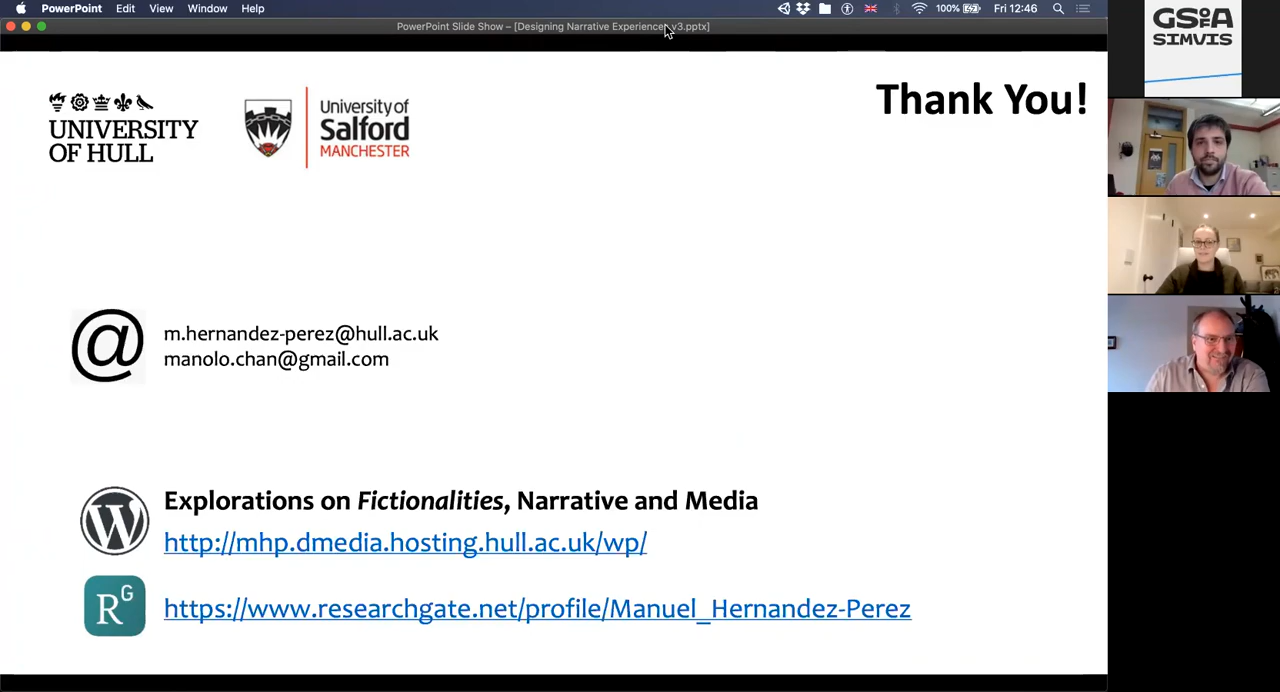 PowerPoint Edit View Window Help 100% Fri 12:46
PowerPoint Slide Show – [Designing Narrative Experiences v3.pptx]
GSofA
SIMVIS
Thank You!
UNIVERSITY
OF HULL
University of
Salford
MANCHESTER
@ m.hernandez-perez@hull.ac.uk
manolo.chan@gmail.com
Explorations on Fictionalities, Narrative and Media
http://mhp.dmedia.hosting.hull.ac.uk/wp/
RG https://www.researchgate.net/profile/Manuel_Hernandez-Perez